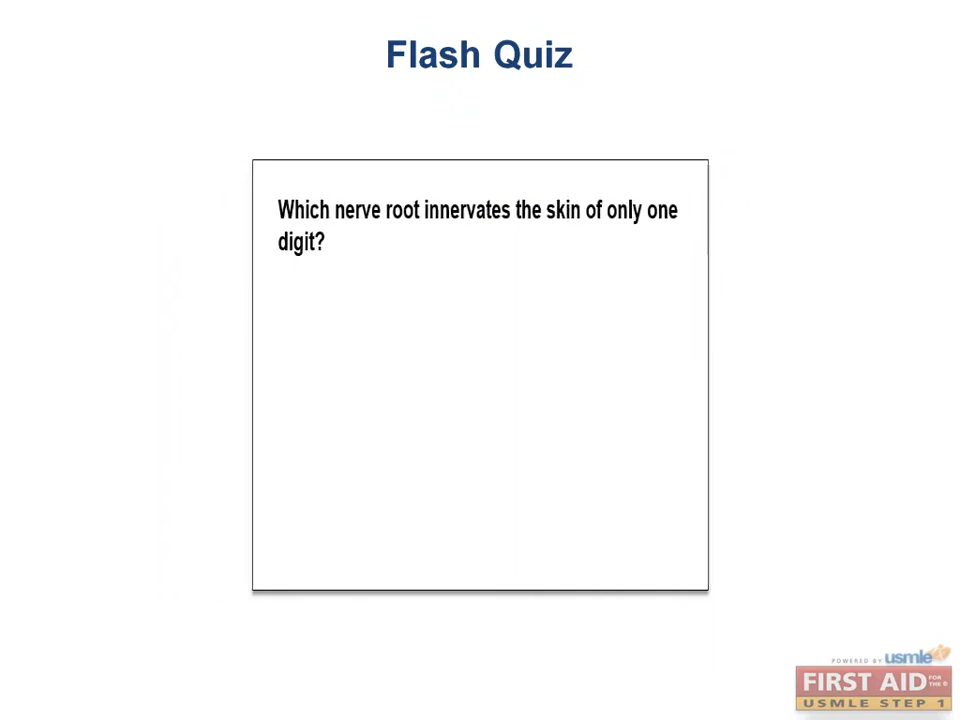 Flash Quiz
Which nerve root innervates the skin of only one
digit?
POWERED BY usmle
FIRST AID FOR THE ®
USMLE STEP 1